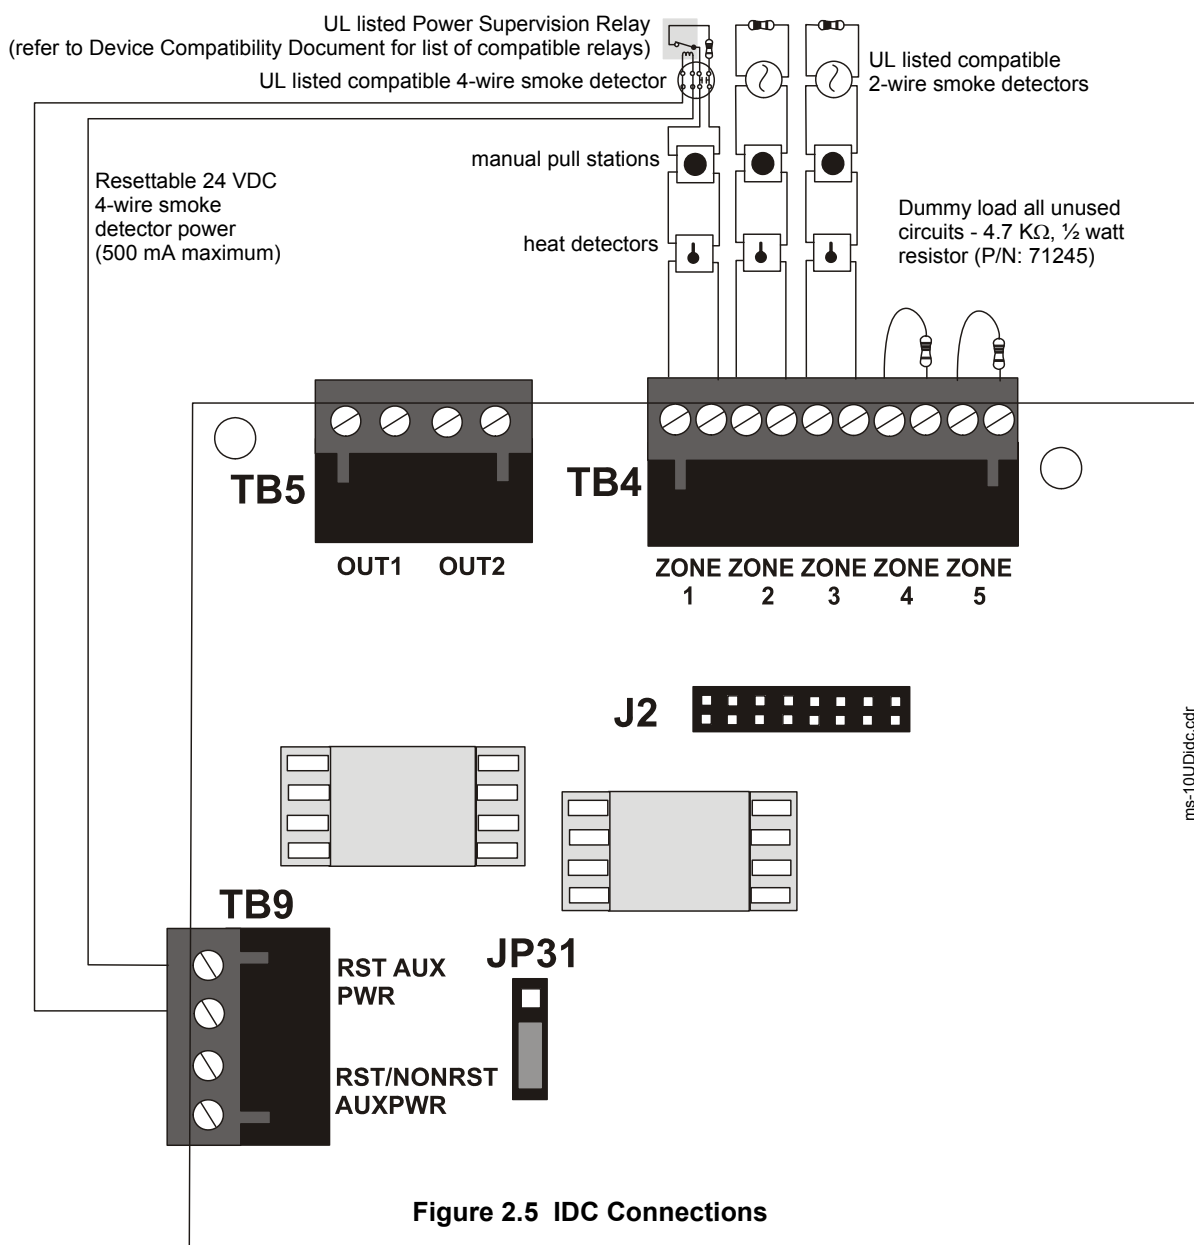 UL listed Power Supervision Relay
(refer to Device Compatibility Document for list of compatible relays)
UL listed compatible 4-wire smoke detector
UL listed compatible
2-wire smoke detectors
manual pull stations
Resettable 24 VDC
4-wire smoke
detector power
(500 mA maximum)
heat detectors
Dummy load all unused
circuits - 4.7 KΩ, ½ watt
resistor (P/N: 71245)
TB5
TB4
OUT1 OUT2
ZONE ZONE ZONE ZONE ZONE
1 2 3 4 5
J2
ms-10UDidc.cdr
TB9
JP31
RST AUX
PWR
RST/NONRST
AUXPWR
Figure 2.5 IDC Connections